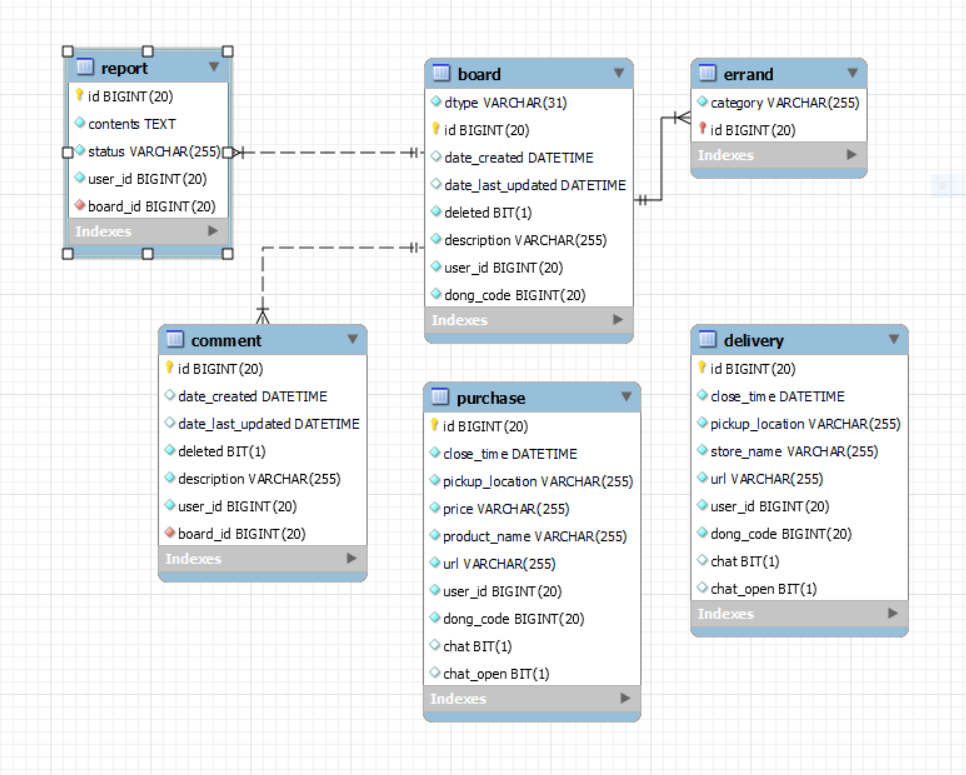 report
id BIGINT(20)
contents TEXT
status VARCHAR(255)
user_id BIGINT(20)
board_id BIGINT(20)
Indexes
board
dtype VARCHAR(31)
id BIGINT(20)
date_created DATETIME
date_last_updated DATETIME
deleted BIT(1)
description VARCHAR(255)
user_id BIGINT(20)
dong_code BIGINT(20)
Indexes
errand
category VARCHAR(255)
id BIGINT(20)
Indexes
comment
id BIGINT(20)
date_created DATETIME
date_last_updated DATETIME
deleted BIT(1)
description VARCHAR(255)
user_id BIGINT(20)
board_id BIGINT(20)
Indexes
purchase
id BIGINT(20)
close_time DATETIME
pickup_location VARCHAR(255)
price VARCHAR(255)
product_name VARCHAR(255)
url VARCHAR(255)
user_id BIGINT(20)
dong_code BIGINT(20)
chat BIT(1)
chat_open BIT(1)
Indexes
delivery
id BIGINT(20)
close_time DATETIME
pickup_location VARCHAR(255)
store_name VARCHAR(255)
url VARCHAR(255)
user_id BIGINT(20)
dong_code BIGINT(20)
chat BIT(1)
chat_open BIT(1)
Indexes